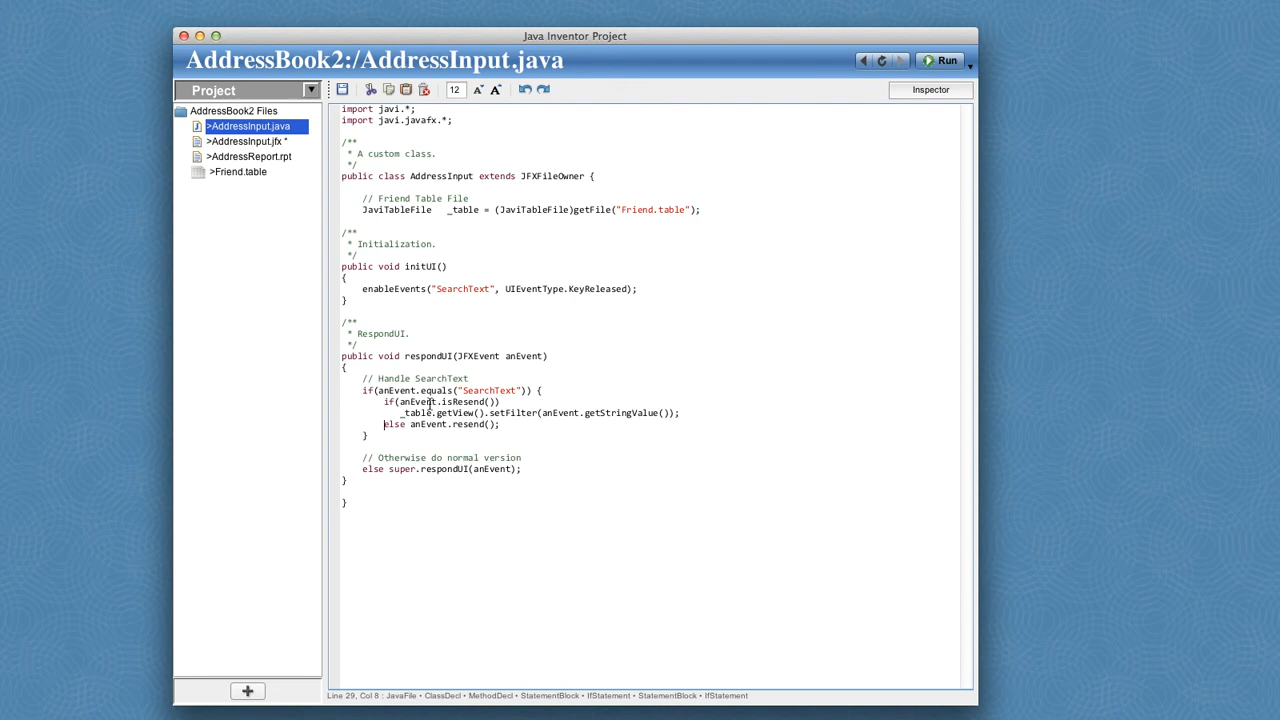 Java Inventor Project
AddressBook2:/AddressInput.java
Run
Project
12
Inspector
AddressBook2 Files
>AddressInput.java
>AddressInput.jfx *
>AddressReport.rpt
>Friend.table
import javi.*;
import javi.javafx.*;
/**
* A custom class.
*/
public class AddressInput extends JFXFileOwner {
// Friend Table File
JaviTableFile _table = (JaviTableFile)getFile("Friend.table");
/**
* Initialization.
*/
public void initUI()
{
enableEvents("SearchText", UIEventType.KeyReleased);
}
/**
* RespondUI.
*/
public void respondUI(JFXEvent anEvent)
{
// Handle SearchText
if(anEvent.equals("SearchText")) {
if(anEvent.isResend())
_table.getView().setFilter(anEvent.getStringValue());
else anEvent.resend();
}
// Otherwise do normal version
else super.respondUI(anEvent);
}
}
Line 29, Col 8 : JavaFile • ClassDecl • MethodDecl • StatementBlock • IfStatement • StatementBlock • IfStatement